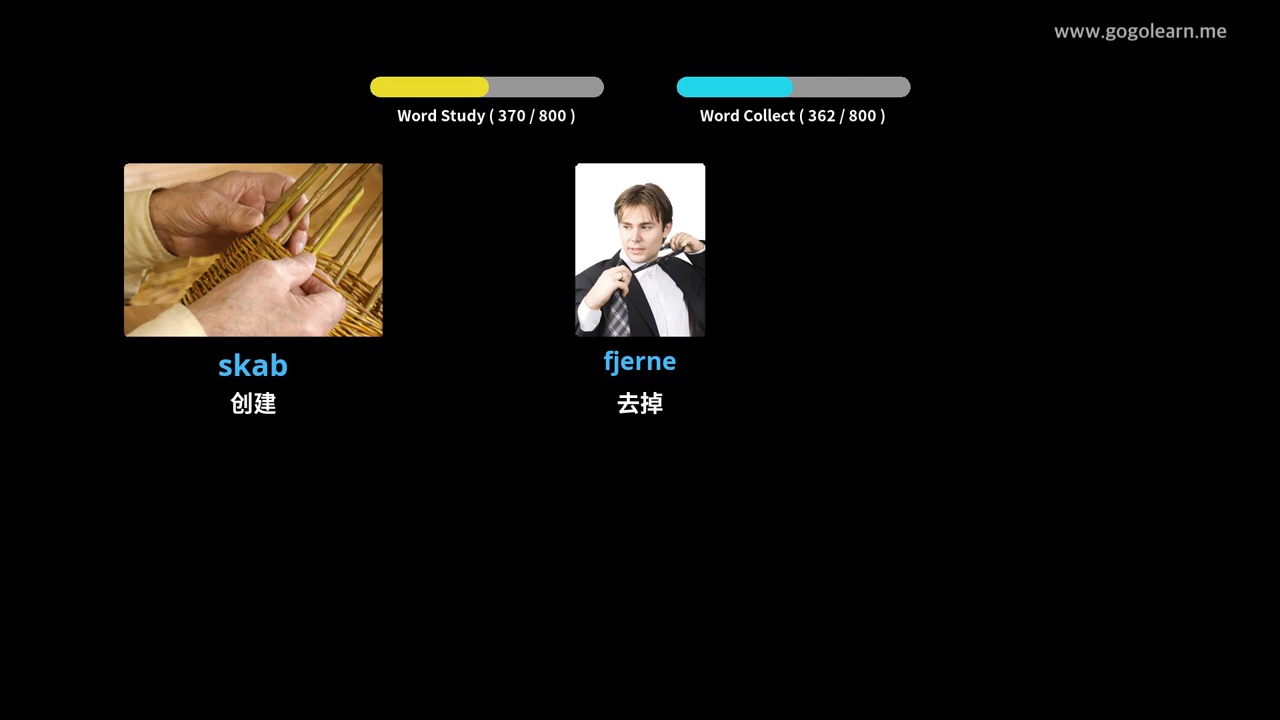 www.gogolearn.me
Word Study ( 370 / 800 )
Word Collect ( 362 / 800 )
skab
创建
fjerne
去掉